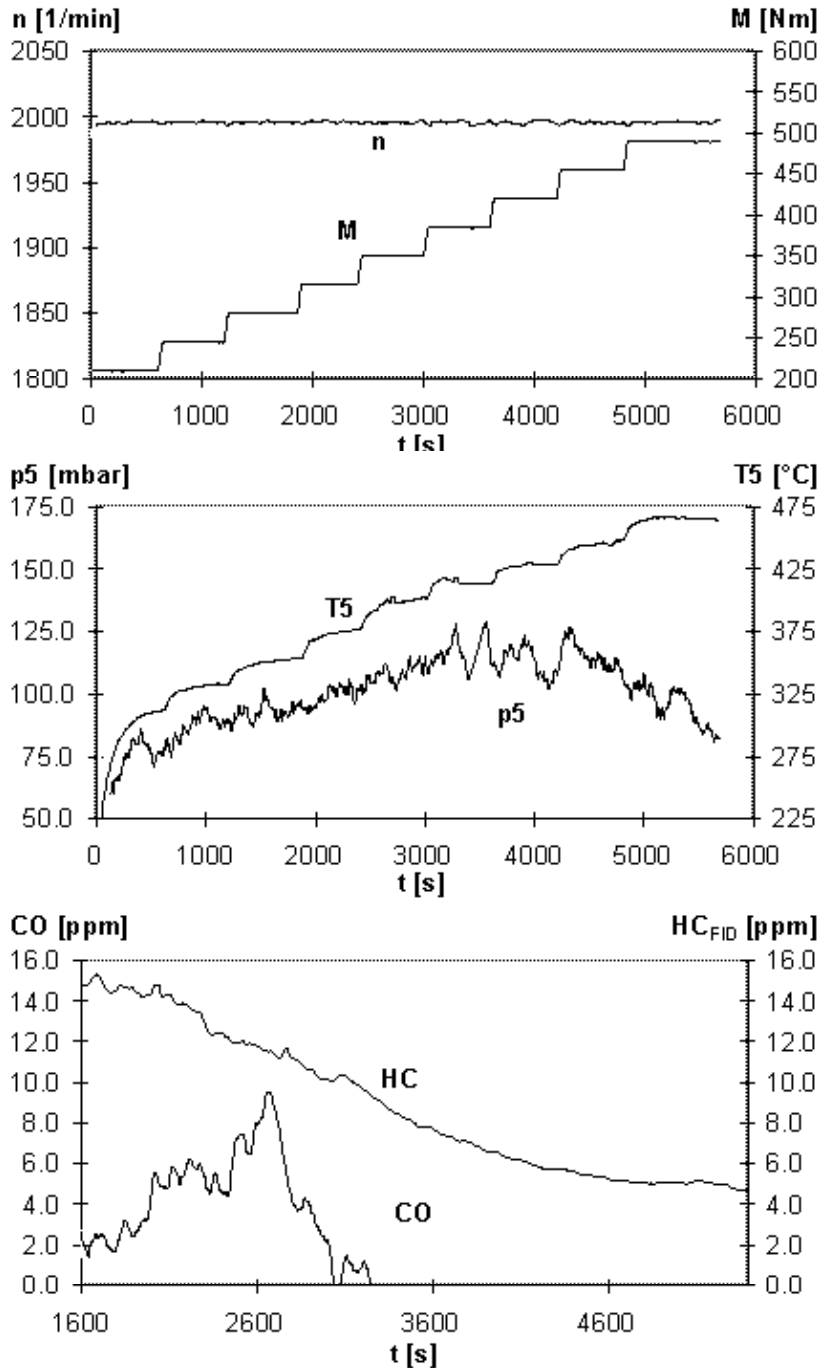 n [1/min] M [Nm]
2050 600
2000 550
1950 500
1900 450
1850 400
1800 350
300
250
200
n
M
0 1000 2000 3000 4000 5000 6000
t [s]
p5 [mbar] T5 [°C]
175.0 475
150.0 425
125.0 375
100.0 325
75.0 275
50.0 225
T5
p5
0 1000 2000 3000 4000 5000 6000
t [s]
CO [ppm] HCFID [ppm]
16.0 16.0
14.0 14.0
12.0 12.0
10.0 10.0
8.0 8.0
6.0 6.0
4.0 4.0
2.0 2.0
0.0 0.0
HC
CO
1600 2600 3600 4600
t [s]